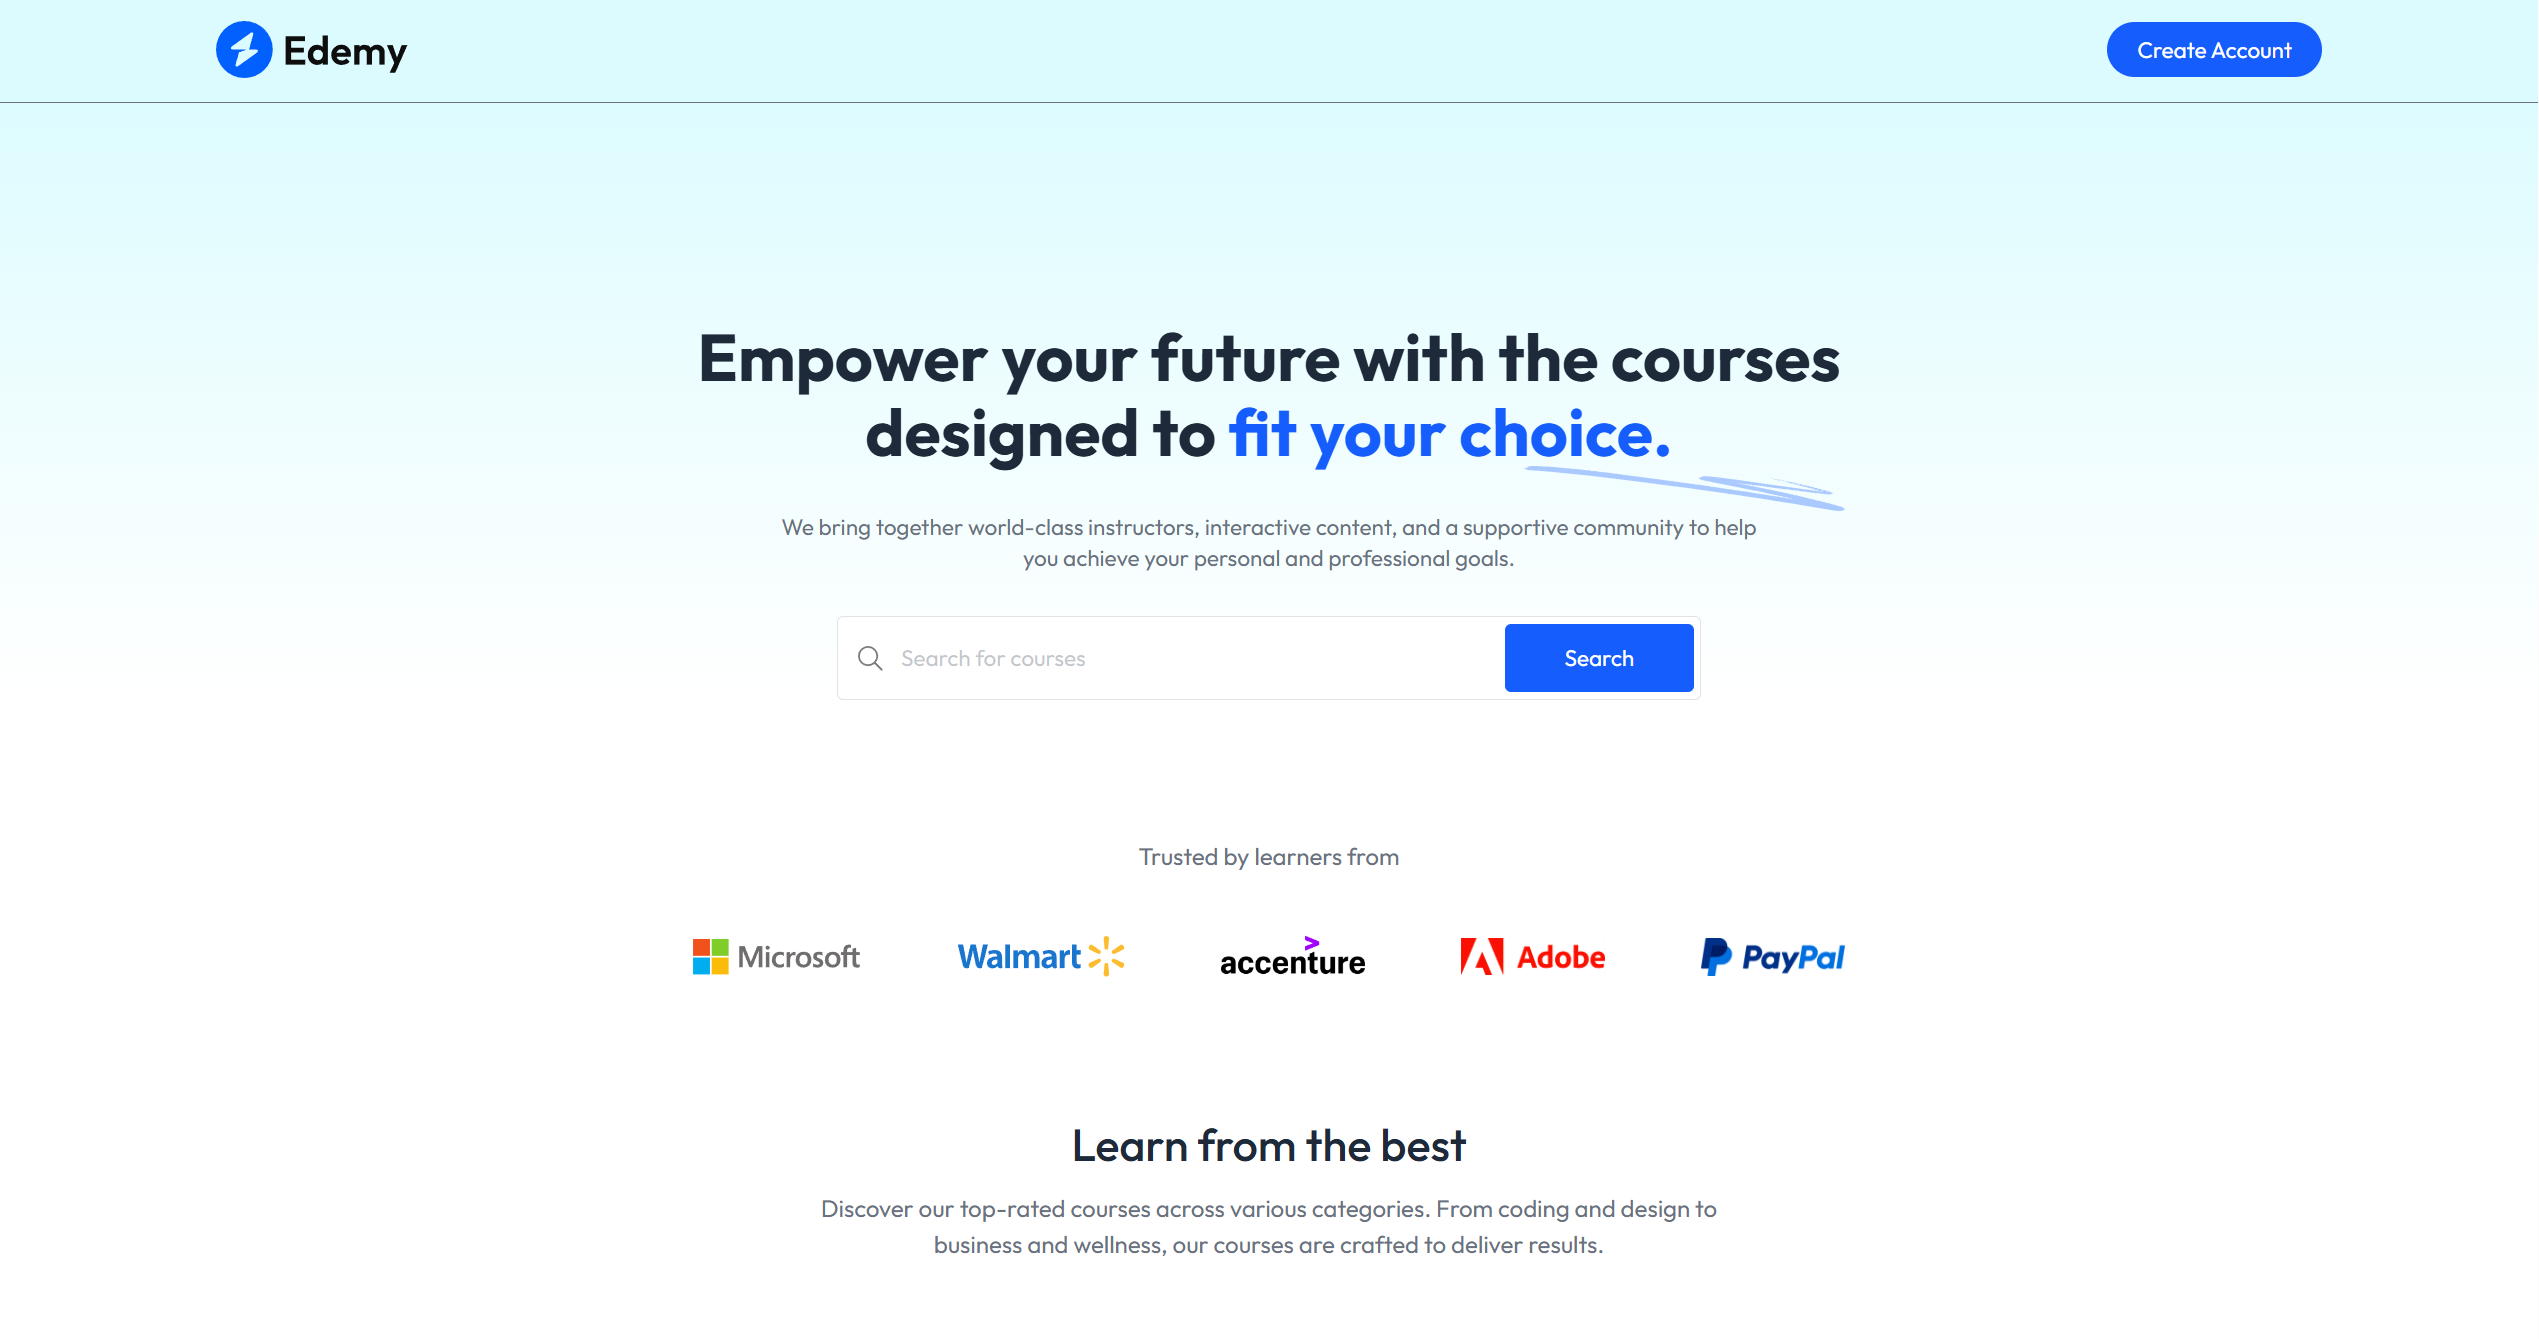 Edemy
Create Account
Empower your future with the courses
designed to fit your choice.
We bring together world-class instructors, interactive content, and a supportive community to help
you achieve your personal and professional goals.
Search for courses
Search
Trusted by learners from
Microsoft
Walmart
accenture
Adobe
PayPal
Learn from the best
Discover our top-rated courses across various categories. From coding and design to
business and wellness, our courses are crafted to deliver results.